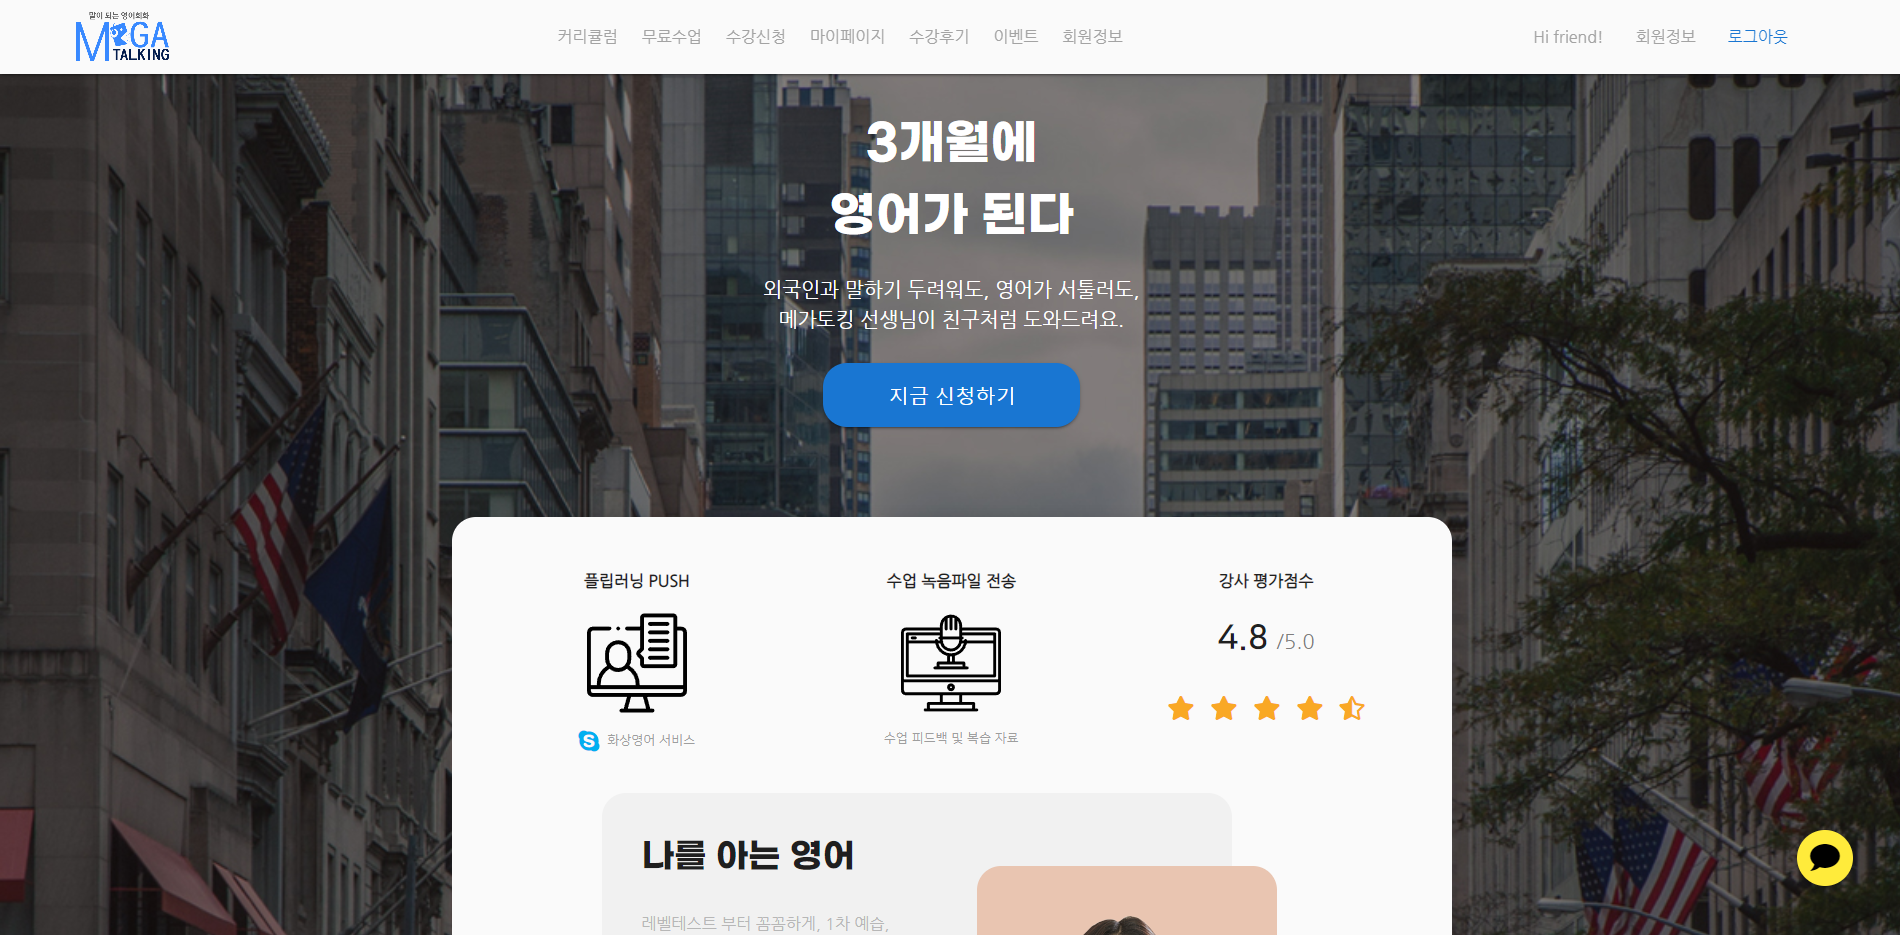 말이 되는 영어회화
MEGA
TALKING
커리큘럼 무료수업 수강신청 마이페이지 수강후기 이벤트 회원정보
Hi friend! 회원정보 로그아웃
3개월에
영어가 된다
외국인과 말하기 두려워도, 영어가 서툴러도,
메가토킹 선생님이 친구처럼 도와드려요.
지금 신청하기
플립러닝 PUSH
수업 녹음파일 전송
강사 평가점수
4.8 /5.0
S 화상영어 서비스
수업 피드백 및 복습 자료
나를 아는 영어
레벨테스트 부터 꼼꼼하게, 1차 예습,